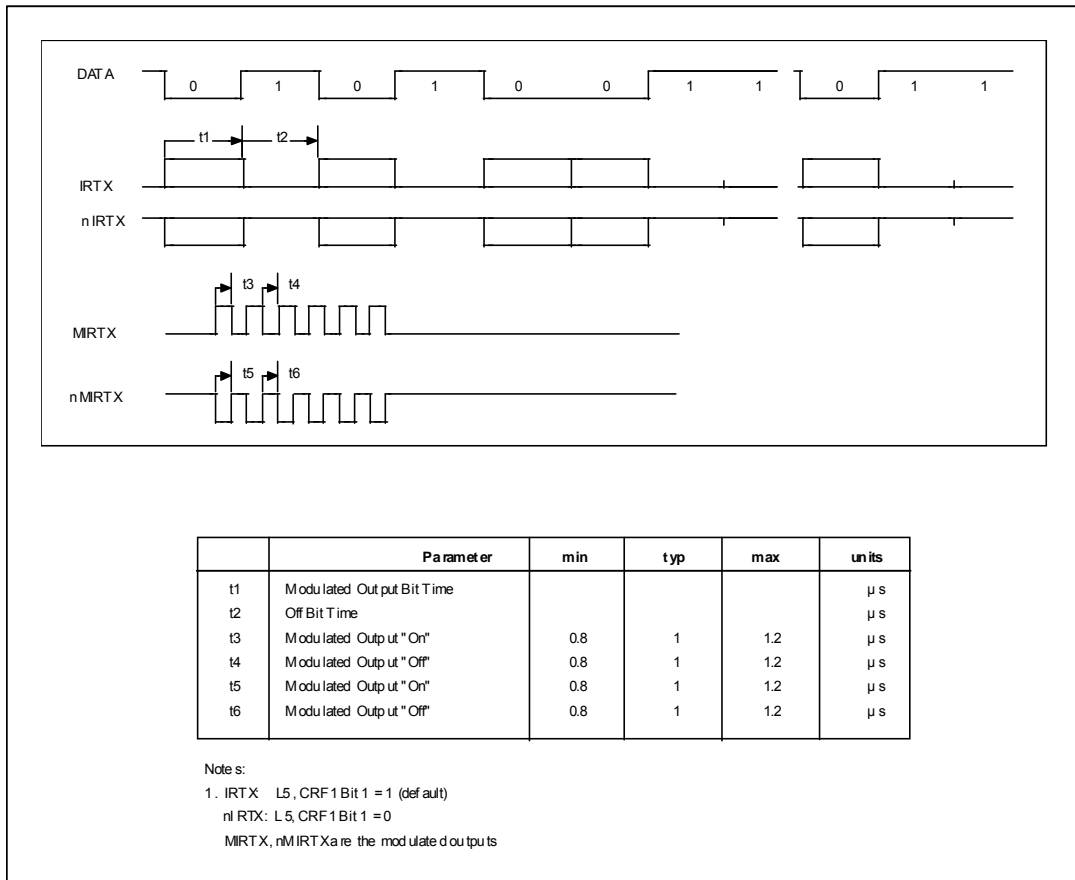 DATA 0 1 0 1 0 0 1 1 0 1 1
t1 t2
IRTX
nIRTX
t3 t4
MIRTX
t5 t6
nMIRTX
Parameter min typ max units
t1 Modulated Output Bit Time µs
t2 Off Bit Time µs
t3 Modulated Output "On" 0.8 1 1.2 µs
t4 Modulated Output "Off" 0.8 1 1.2 µs
t5 Modulated Output "On" 0.8 1 1.2 µs
t6 Modulated Output "Off" 0.8 1 1.2 µs
Notes:
1. IRTX: L5, CRF1 Bit 1 = 1 (default)
nIRTX: L5, CRF1 Bit 1 = 0
MIRTX, nMIRTX are the modulated outputs